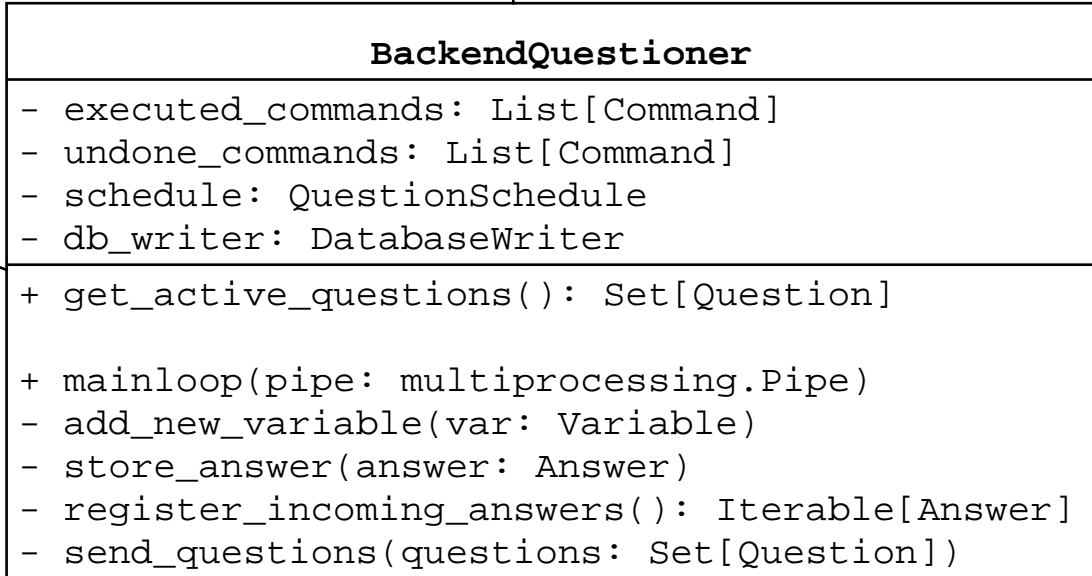 BackendQuestioner
- executed_commands: List[Command]
- undone_commands: List[Command]
- schedule: QuestionSchedule
- db_writer: DatabaseWriter
+ get_active_questions(): Set[Question]
+ mainloop(pipe: multiprocessing.Pipe)
- add_new_variable(var: Variable)
- store_answer(answer: Answer)
- register_incoming_answers(): Iterable[Answer]
- send_questions(questions: Set[Question])